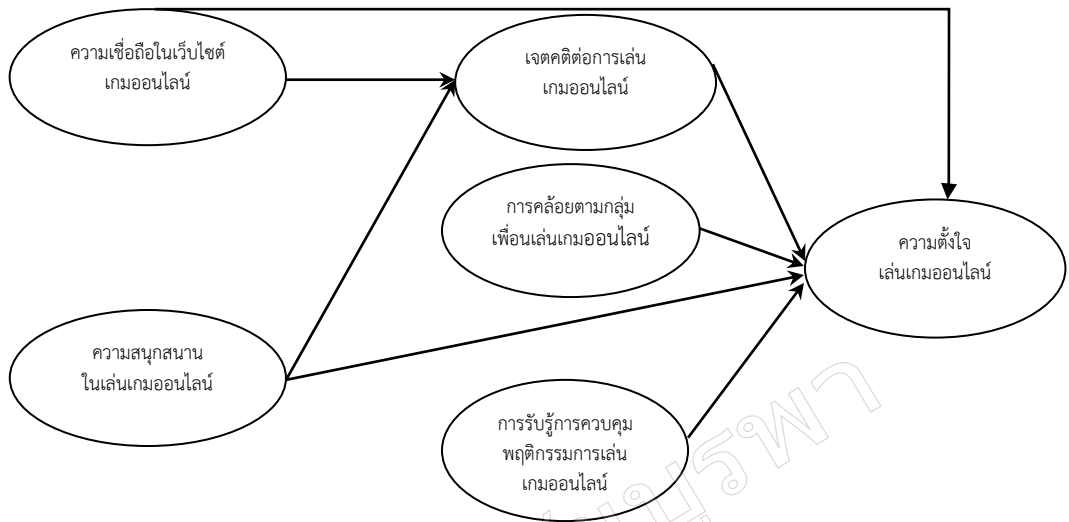 ความเชื่อถือในเว็บไซต์
เกมออนไลน์
เจตคติต่อการเล่น
เกมออนไลน์
การคล้อยตามกลุ่ม
เพื่อนเล่นเกมออนไลน์
ความตั้งใจ
เล่นเกมออนไลน์
ความสนุกสนาน
ในเล่นเกมออนไลน์
การรับรู้การควบคุม
พฤติกรรมการเล่น
เกมออนไลน์